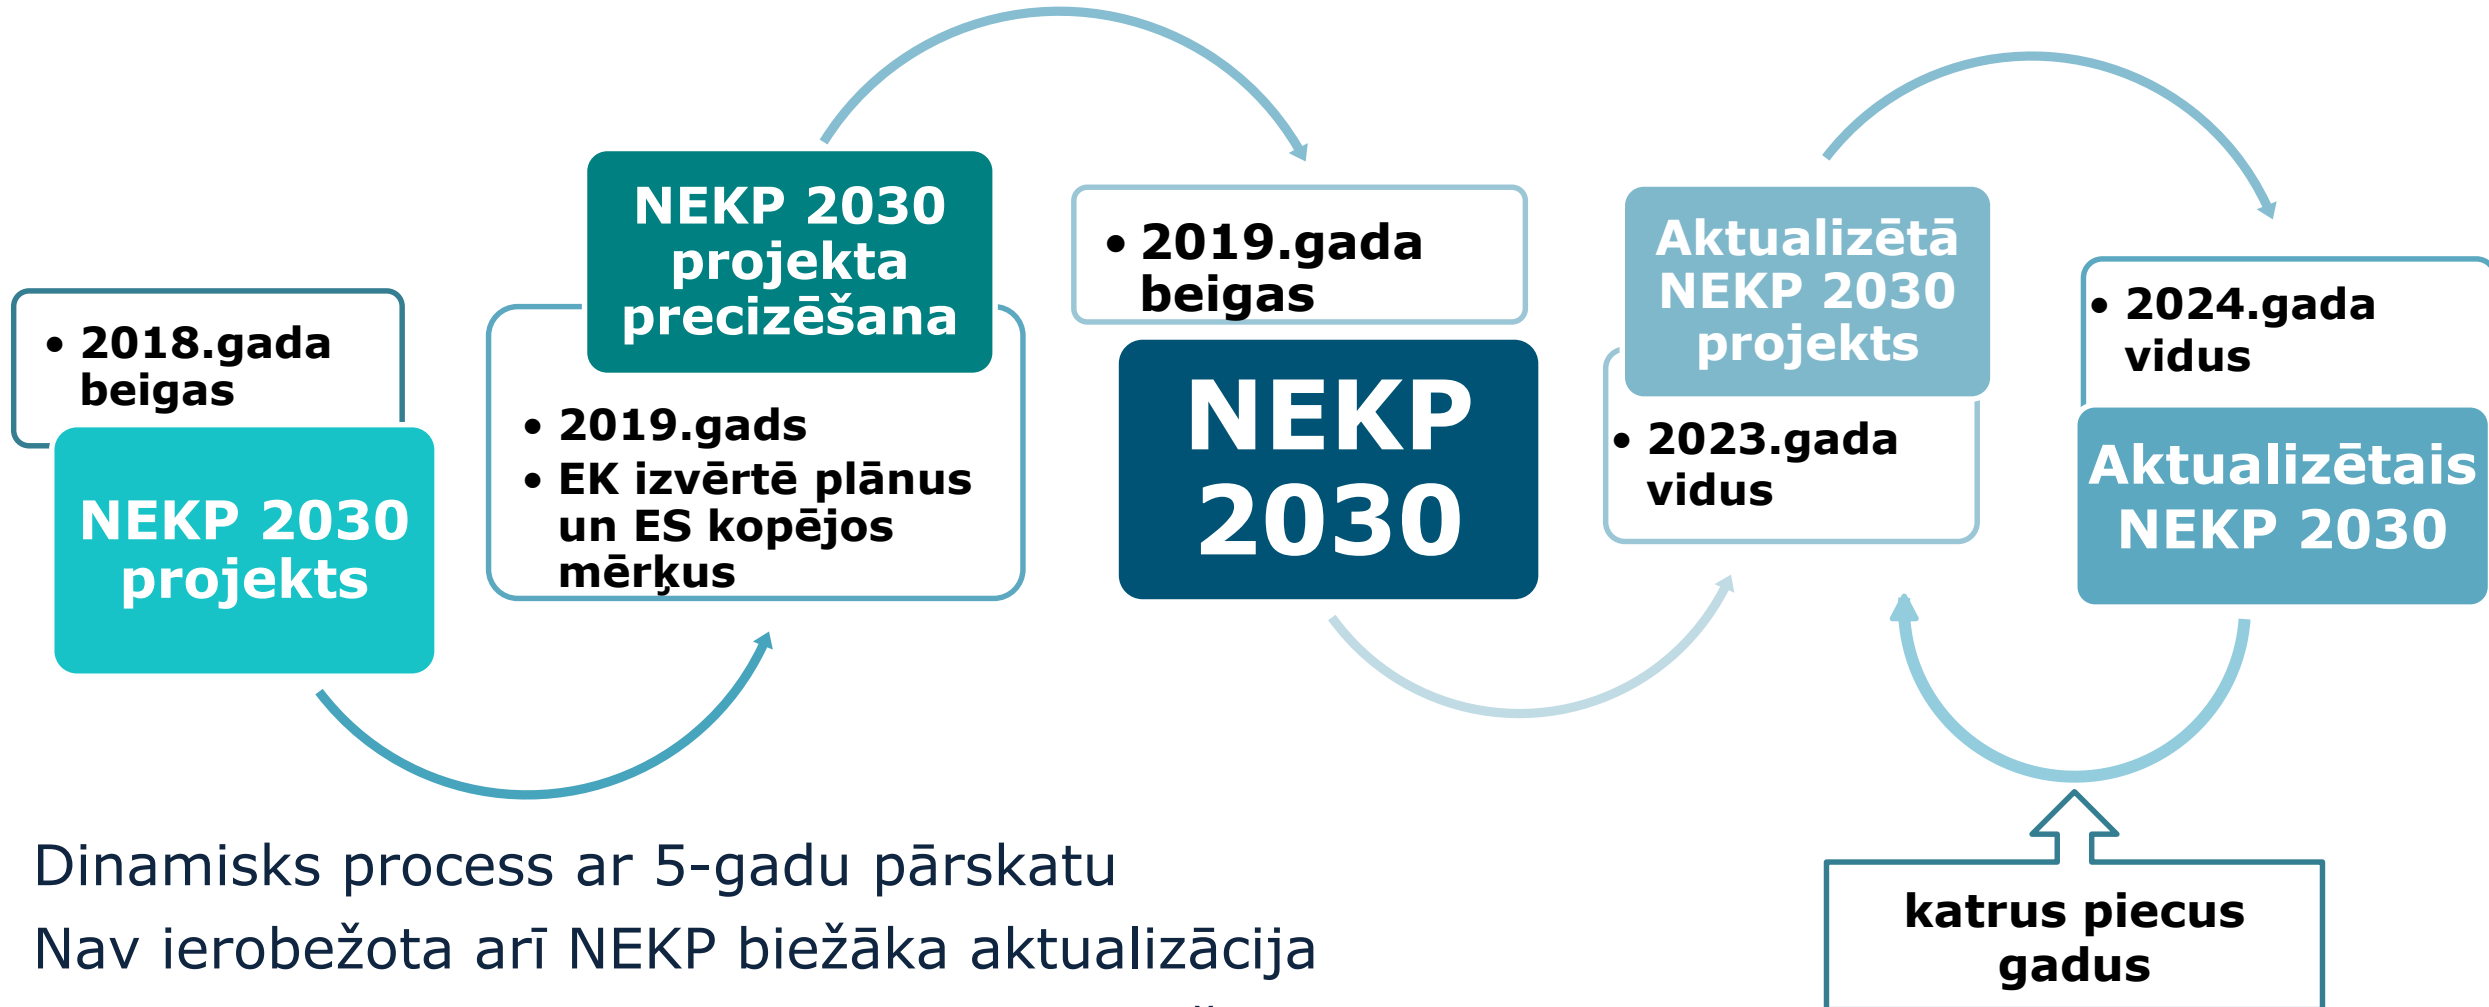 • 2018.gada
beigas
NEKP 2030
projekts
NEKP 2030
projekta
precizēšana
• 2019.gads
• EK izvērtē plānus
un ES kopējos
mērķus
• 2019.gada
beigas
NEKP
2030
Aktualizētā
NEKP 2030
projekts
• 2023.gada
vidus
• 2024.gada
vidus
Aktualizētais
NEKP 2030
katrus piecus
gadus
Dinamisks process ar 5-gadu pārskatu
Nav ierobežota arī NEKP biežāka aktualizācija